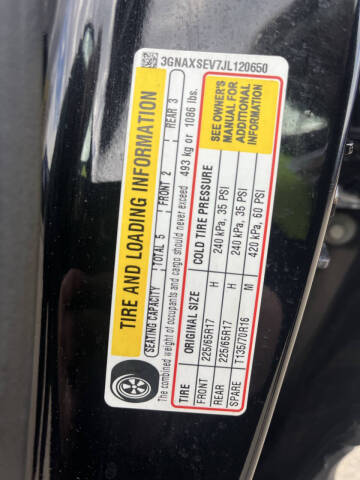 3GNAXSEV7JL120650
TIRE AND LOADING INFORMATION
SEE OWNER'S
MANUAL FOR
ADDITIONAL
INFORMATION
SEATING CAPACITY TOTAL 5 FRONT 2 REAR 3
The combined weight of occupants and cargo should never exceed 493 kg or 1086 lbs.
TIRE ORIGINAL SIZE COLD TIRE PRESSURE
FRONT 225/65R17 H 240 kPa, 35 PSI
REAR 225/65R17 H 240 kPa, 35 PSI
SPARE T135/70R16 M 420 kPa, 60 PSI